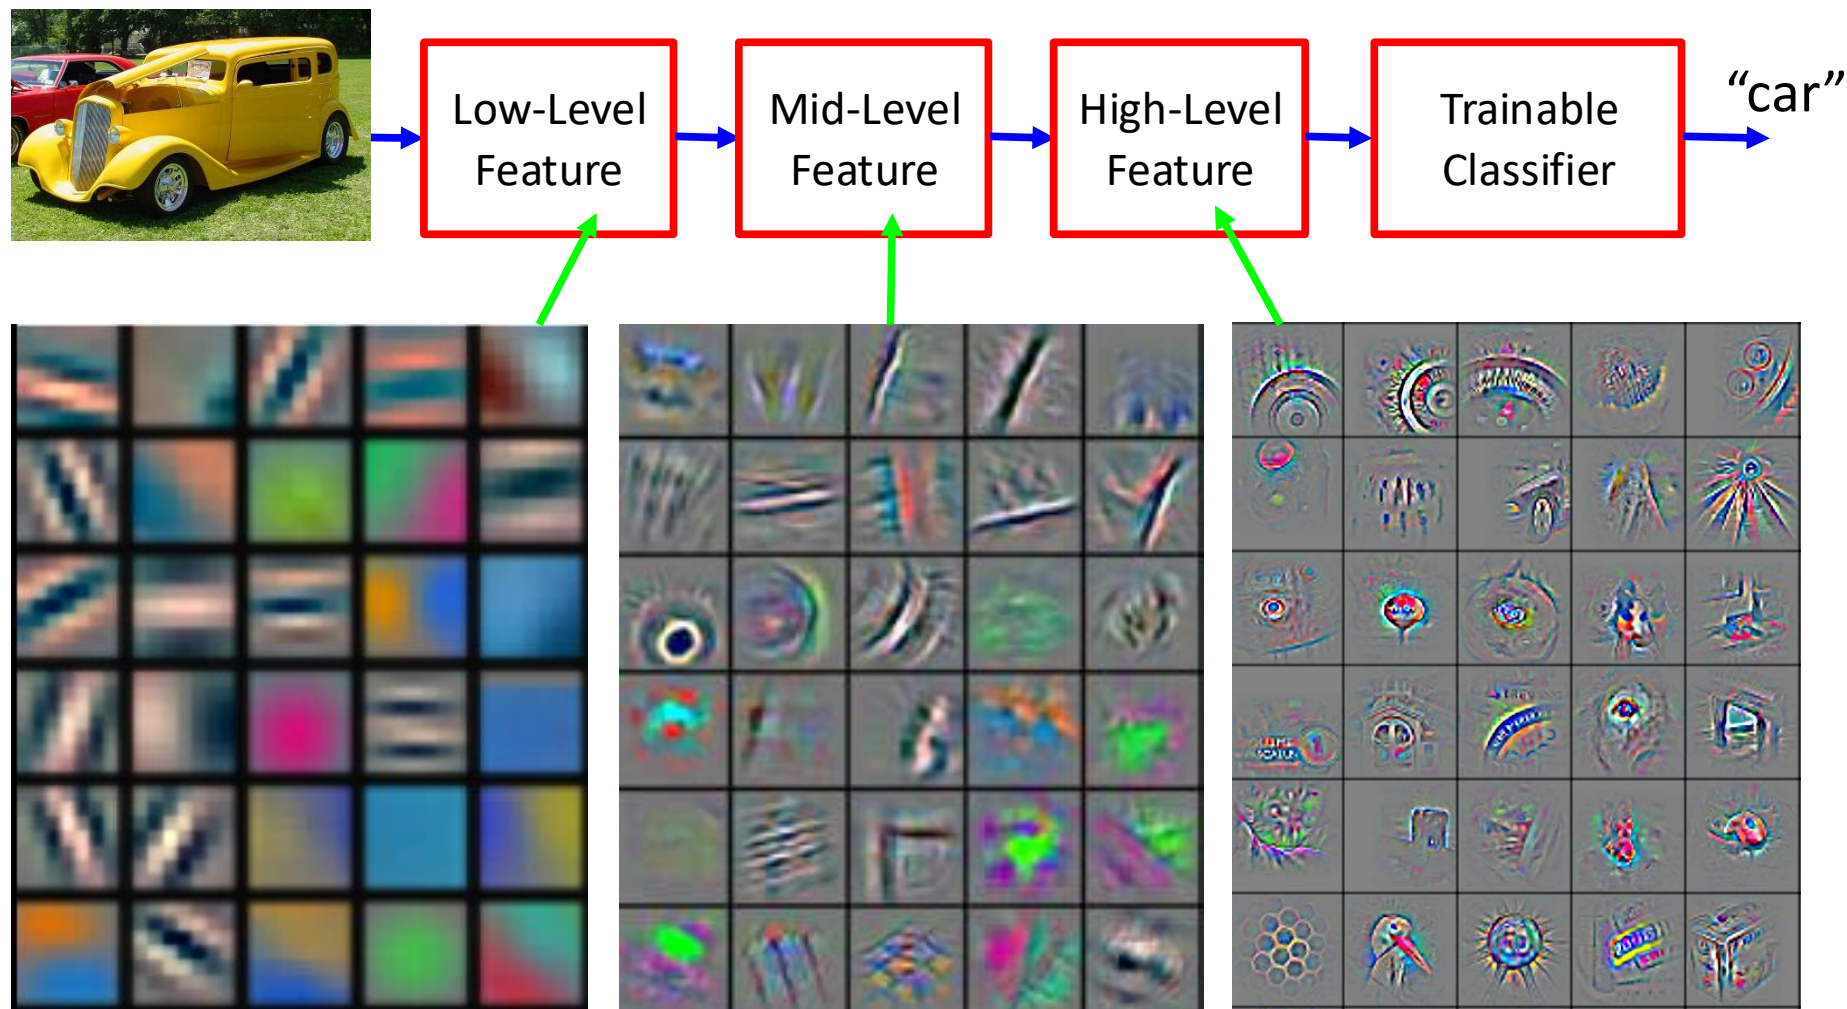 Low-Level
Feature
Mid-Level
Feature
High-Level
Feature
Trainable
Classifier
“car”